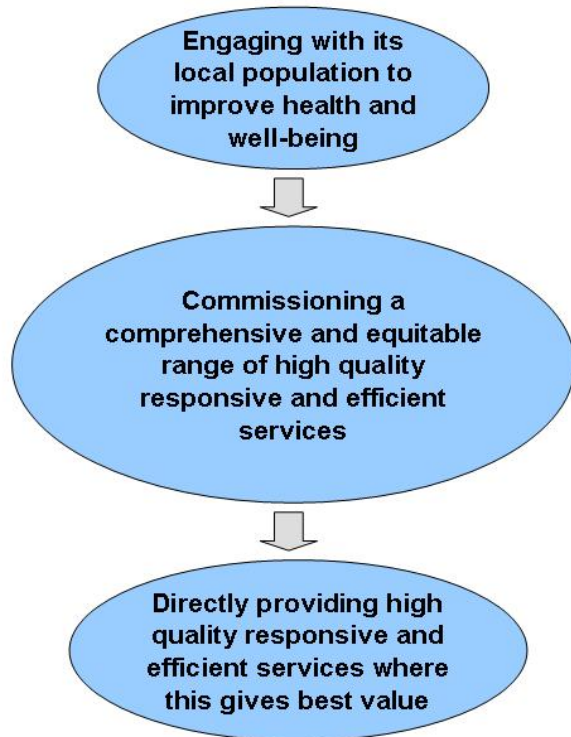 Engaging with its
local population to
improve health and
well-being
Commissioning a
comprehensive and equitable
range of high quality
responsive and efficient
services
Directly providing high
quality responsive and
efficient services where
this gives best value